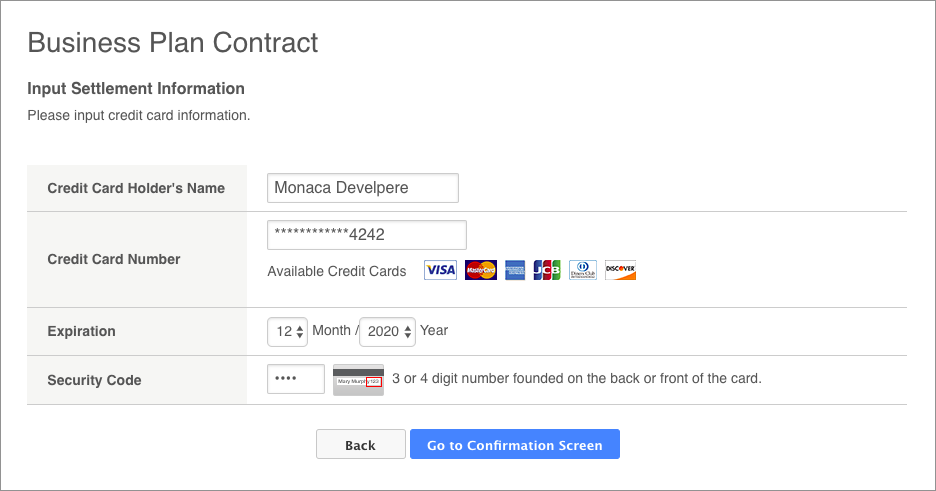 Business Plan Contract
Input Settlement Information
Please input credit card information.
Credit Card Holder's Name Monaca Develpere
Credit Card Number ************4242
Available Credit Cards VISA MasterCard JCB Diners Club DISCOVER
Expiration 12 Month / 2020 Year
Security Code •••• Mary Murphy 123 3 or 4 digit number founded on the back or front of the card.
Back Go to Confirmation Screen